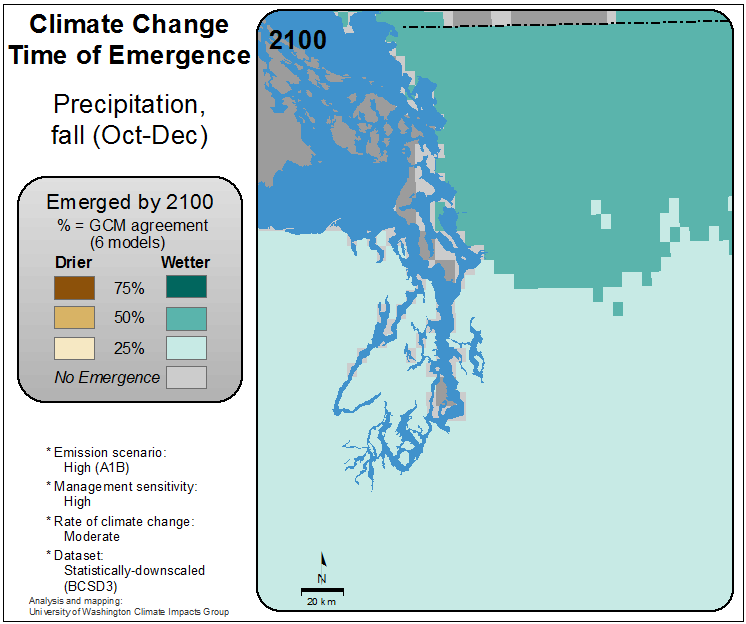 Climate Change
Time of Emergence
Precipitation,
fall (Oct-Dec)
Emerged by 2100
% = GCM agreement
(6 models)
Drier Wetter
75%
50%
25%
No Emergence
* Emission scenario:
High (A1B)
* Management sensitivity:
High
* Rate of climate change:
Moderate
* Dataset:
Statistically-downscaled
(BCSD3)
Analysis and mapping:
University of Washington Climate Impacts Group
2100
N
20 km